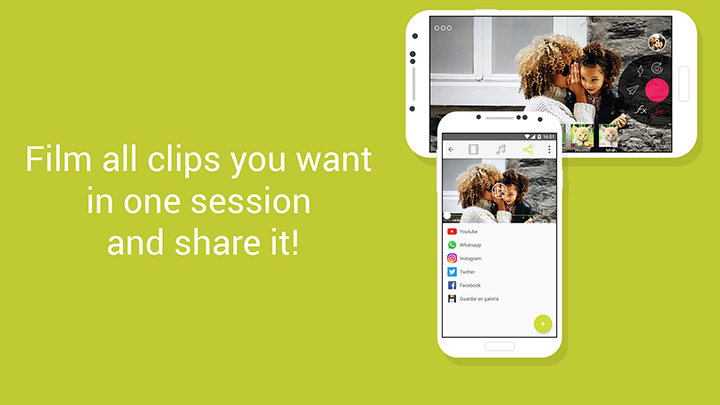 Film all clips you want
in one session
and share it!
fx
16:51
Youtube
Whatsapp
Instagram
Twitter
Facebook
Guardar en galería